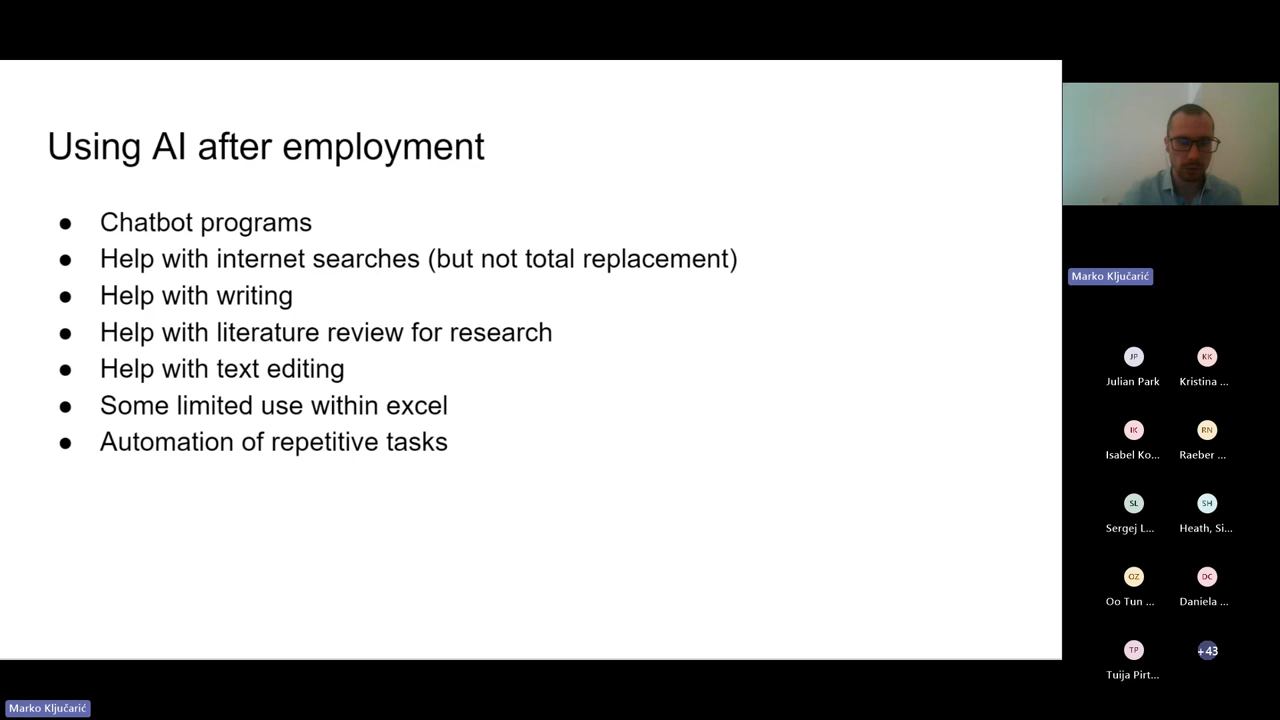 Using AI after employment
● Chatbot programs
● Help with internet searches (but not total replacement)
● Help with writing
● Help with literature review for research
● Help with text editing
● Some limited use within excel
● Automation of repetitive tasks
Marko Ključarić
JP
KK
Julian Park
Kristina ...
IK
RN
Isabel Ko...
Raeber ...
SL
SH
Sergej L...
Heath, Si...
OZ
DC
Oo Tun ...
Daniela ...
TP
+43
Tuija Pirt...
Marko Ključarić